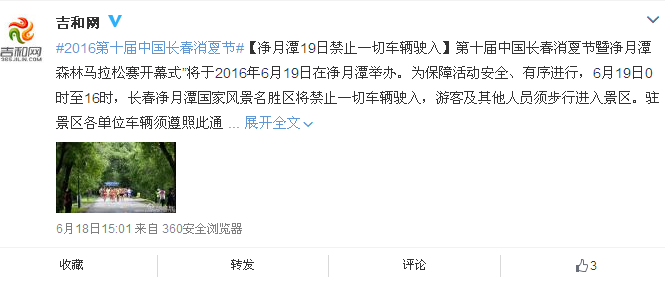 吉和网
吉和网
365JILIN.COM
#2016第十届中国长春消夏节#【净月潭19日禁止一切车辆驶入】第十届中国长春消夏节暨净月潭
森林马拉松赛开幕式"将于2016年6月19日在净月潭举办。为保障活动安全、有序进行，6月19日0
时至16时，长春净月潭国家风景名胜区将禁止一切车辆驶入，游客及其他人员须步行进入景区。驻
景区各单位车辆须遵照此通 ... 展开全文
6月18日15:01 来自 360安全浏览器
收藏 转发 评论 3